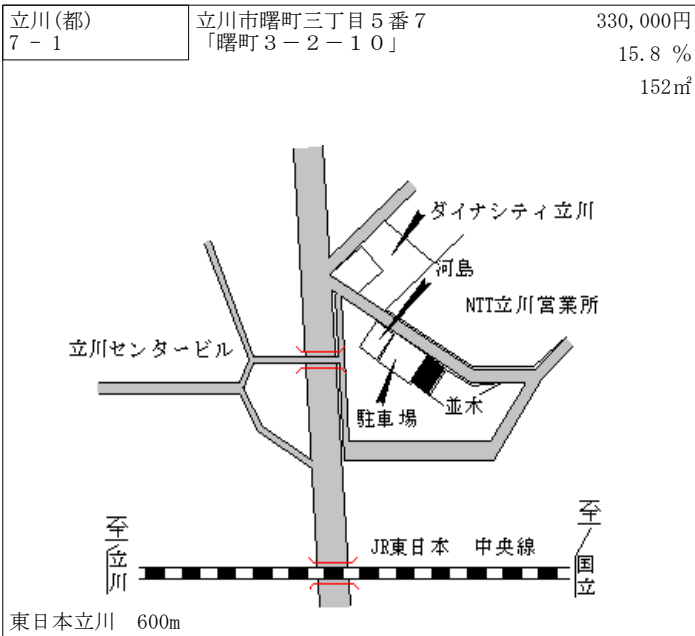 立川(都)
7 - 1
立川市曙町三丁目５番７
「曙町３－２－１０」
330,000円
15.8 %
152㎡
ダイナシティ立川
河島
NTT立川営業所
立川センタービル
駐車場
並木
至立川
JR東日本　中央線
至国立
東日本立川　600m